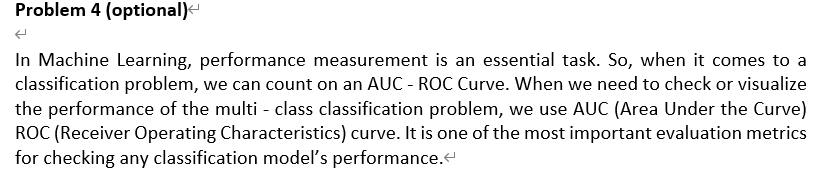 Problem 4 (optional)
In Machine Learning, performance measurement is an essential task. So, when it comes to a
classification problem, we can count on an AUC - ROC Curve. When we need to check or visualize
the performance of the multi - class classification problem, we use AUC (Area Under the Curve)
ROC (Receiver Operating Characteristics) curve. It is one of the most important evaluation metrics
for checking any classification model’s performance.